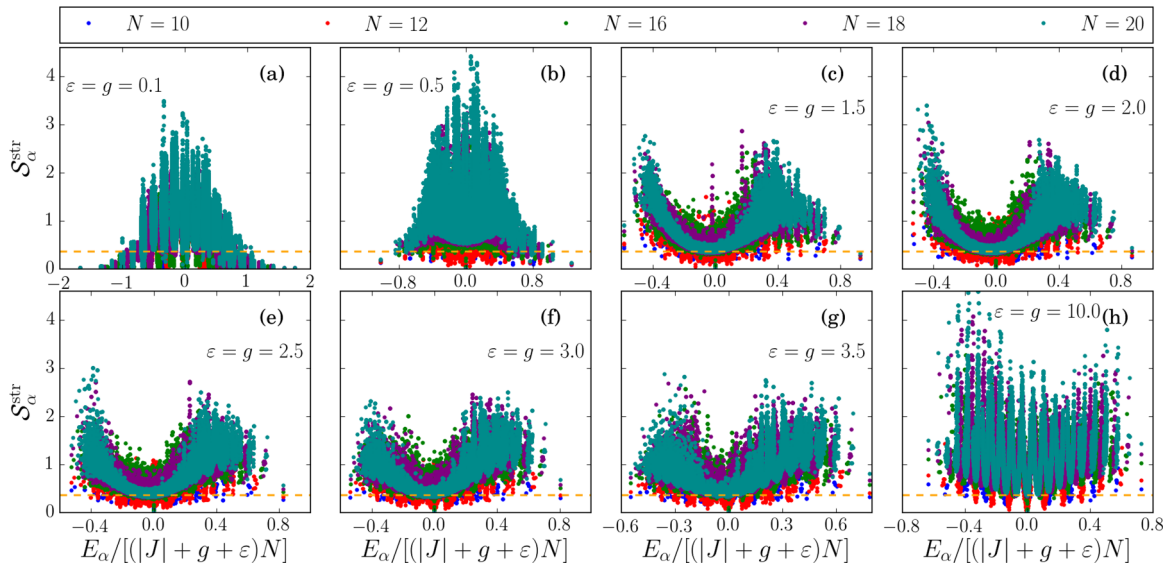 N = 10 N = 12 N = 16 N = 18 N = 20
(a) (b) (c) (d)
ε = g = 0.1 ε = g = 0.5 ε = g = 1.5 ε = g = 2.0
4
3
2
1
0
S_α^str
−2 −1 0 1 2 −0.8 0.0 0.8 −0.4 0.0 0.4 0.8 −0.4 0.0 0.4 0.8
(e) (f) (g) ε = g = 10.0 (h)
ε = g = 2.5 ε = g = 3.0 ε = g = 3.5
4
3
2
1
0
S_α^str
−0.4 0.0 0.4 0.8 −0.4 0.0 0.4 0.8 −0.6 −0.3 0.0 0.3 0.6 −0.8 −0.4 0.0 0.4 0.8
E_α/[(|J| + g + ε)N] E_α/[(|J| + g + ε)N] E_α/[(|J| + g + ε)N] E_α/[(|J| + g + ε)N]